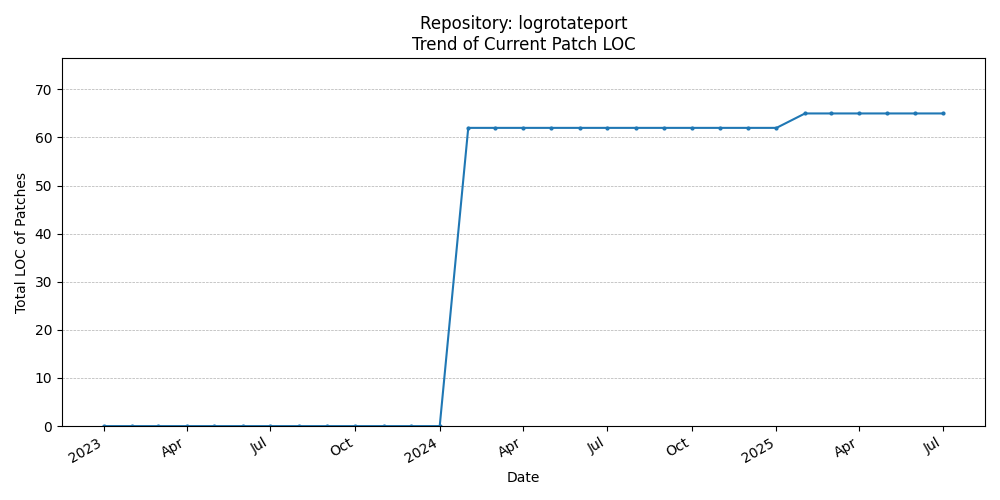 Repository: logrotateport
Trend of Current Patch LOC
Total LOC of Patches
70
60
50
40
30
20
10
0
2023
Apr
Jul
Oct
2024
Apr
Jul
Oct
2025
Apr
Jul
Date